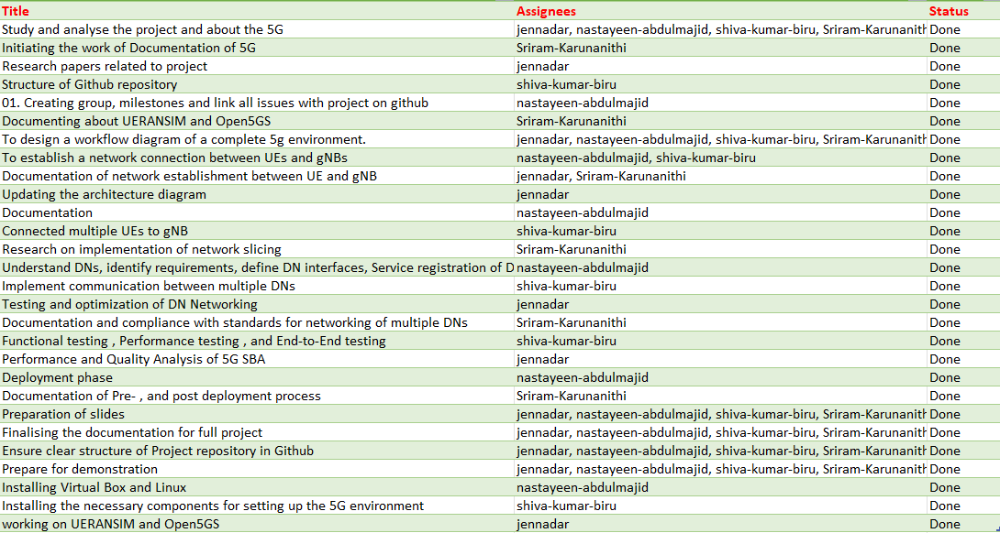 Title Assignees Status
Study and analyse the project and about the 5G jennadar, nastayeen-abdulmajid, shiva-kumar-biru, Sriram-Karunanith Done
Initiating the work of Documentation of 5G Sriram-Karunanithi Done
Research papers related to project jennadar Done
Structure of Github repository shiva-kumar-biru Done
01. Creating group, milestones and link all issues with project on github nastayeen-abdulmajid Done
Documenting about UERANSIM and Open5GS Sriram-Karunanithi Done
To design a workflow diagram of a complete 5g environment. jennadar, nastayeen-abdulmajid, shiva-kumar-biru, Sriram-Karunanith Done
To establish a network connection between UEs and gNBs nastayeen-abdulmajid, shiva-kumar-biru Done
Documentation of network establishment between UE and gNB jennadar, Sriram-Karunanithi Done
Updating the architecture diagram jennadar Done
Documentation nastayeen-abdulmajid Done
Connected multiple UEs to gNB shiva-kumar-biru Done
Research on implementation of network slicing Sriram-Karunanithi Done
Understand DNs, identify requirements, define DN interfaces, Service registration of D nastayeen-abdulmajid Done
Implement communication between multiple DNs shiva-kumar-biru Done
Testing and optimization of DN Networking jennadar Done
Documentation and compliance with standards for networking of multiple DNs Sriram-Karunanithi Done
Functional testing , Performance testing , and End-to-End testing shiva-kumar-biru Done
Performance and Quality Analysis of 5G SBA jennadar Done
Deployment phase nastayeen-abdulmajid Done
Documentation of Pre- , and post deployment process Sriram-Karunanithi Done
Preparation of slides jennadar, nastayeen-abdulmajid, shiva-kumar-biru, Sriram-Karunanith Done
Finalising the documentation for full project jennadar, nastayeen-abdulmajid, shiva-kumar-biru, Sriram-Karunanith Done
Ensure clear structure of Project repository in Github jennadar, nastayeen-abdulmajid, shiva-kumar-biru, Sriram-Karunanith Done
Prepare for demonstration jennadar, nastayeen-abdulmajid, shiva-kumar-biru, Sriram-Karunanith Done
Installing Virtual Box and Linux nastayeen-abdulmajid Done
Installing the necessary components for setting up the 5G environment shiva-kumar-biru Done
working on UERANSIM and Open5GS jennadar Done